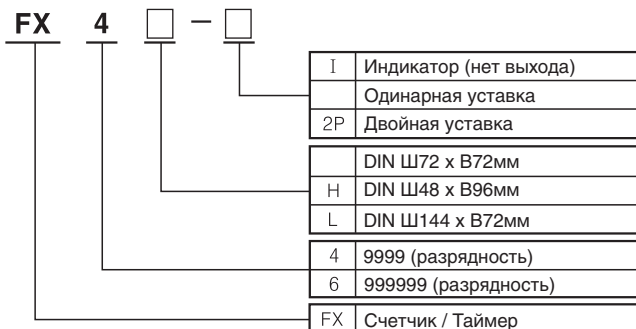 FX 4 □ - □
I Индикатор (нет выхода)
Одинарная уставка
2P Двойная уставка
DIN Ш72 x В72мм
H DIN Ш48 x В96мм
L DIN Ш144 x В72мм
4 9999 (разрядность)
6 999999 (разрядность)
FX Счетчик / Таймер